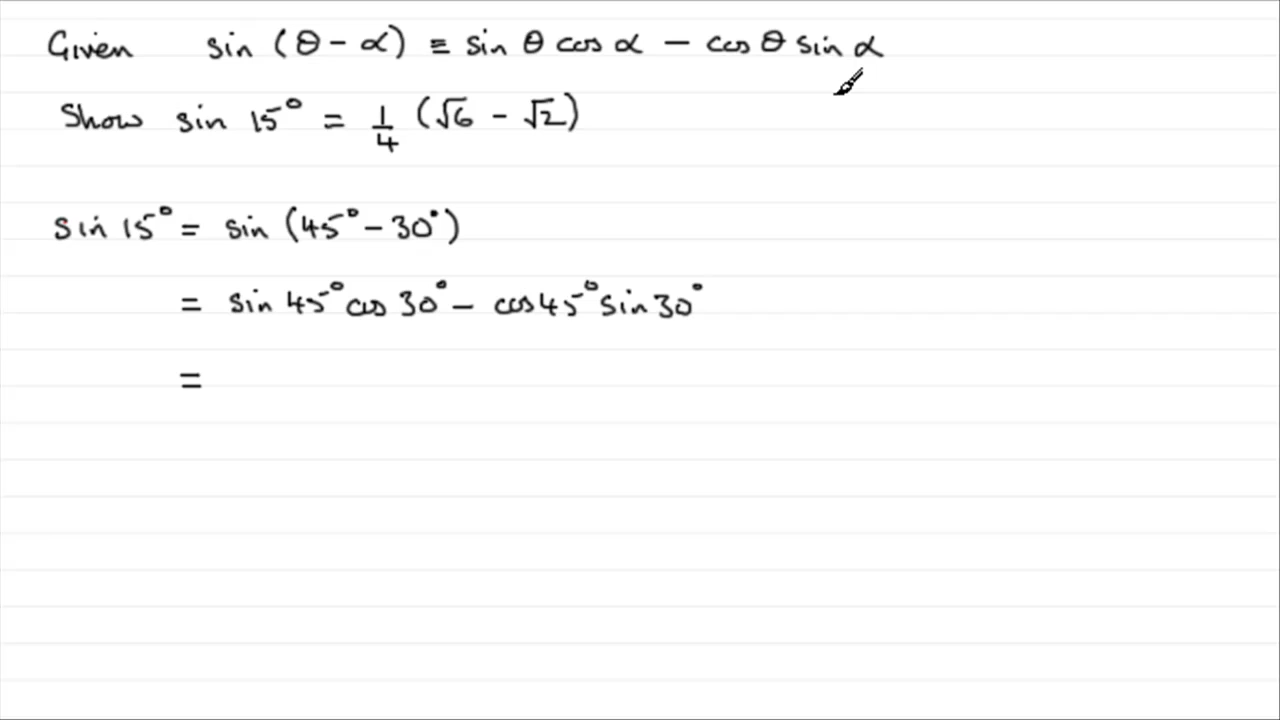 Given sin (θ - α) ≡ sin θ cos α - cos θ sin α
Show sin 15° = 1/4 (√6 - √2)
sin 15° = sin (45° - 30°)
= sin 45° cos 30° - cos 45° sin 30°
=